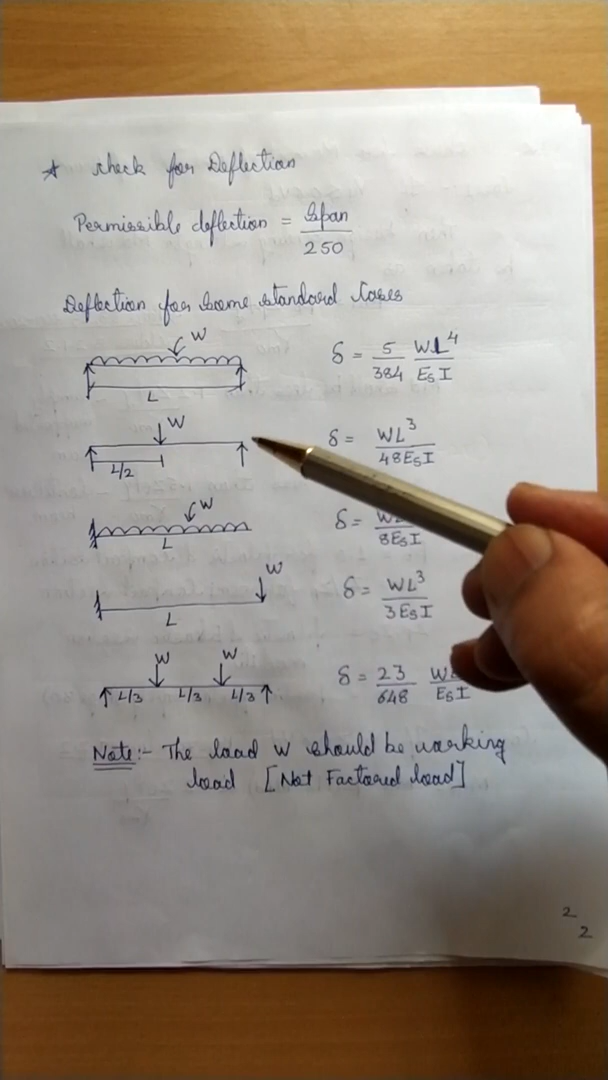 * Check for Deflection
Permissible deflection = Span
250
Deflection for Some standard Cases
W
L
δ = 5/384 WL⁴/EsI
W
L/2
δ = WL³/48EsI
W
L
δ = W 8EsI
W
L
δ = WL³/3EsI
W W
L/3 L/3 L/3
δ = 23/648 W EsI
Note:- The load W should be working
load [Not Factored load]
2
2